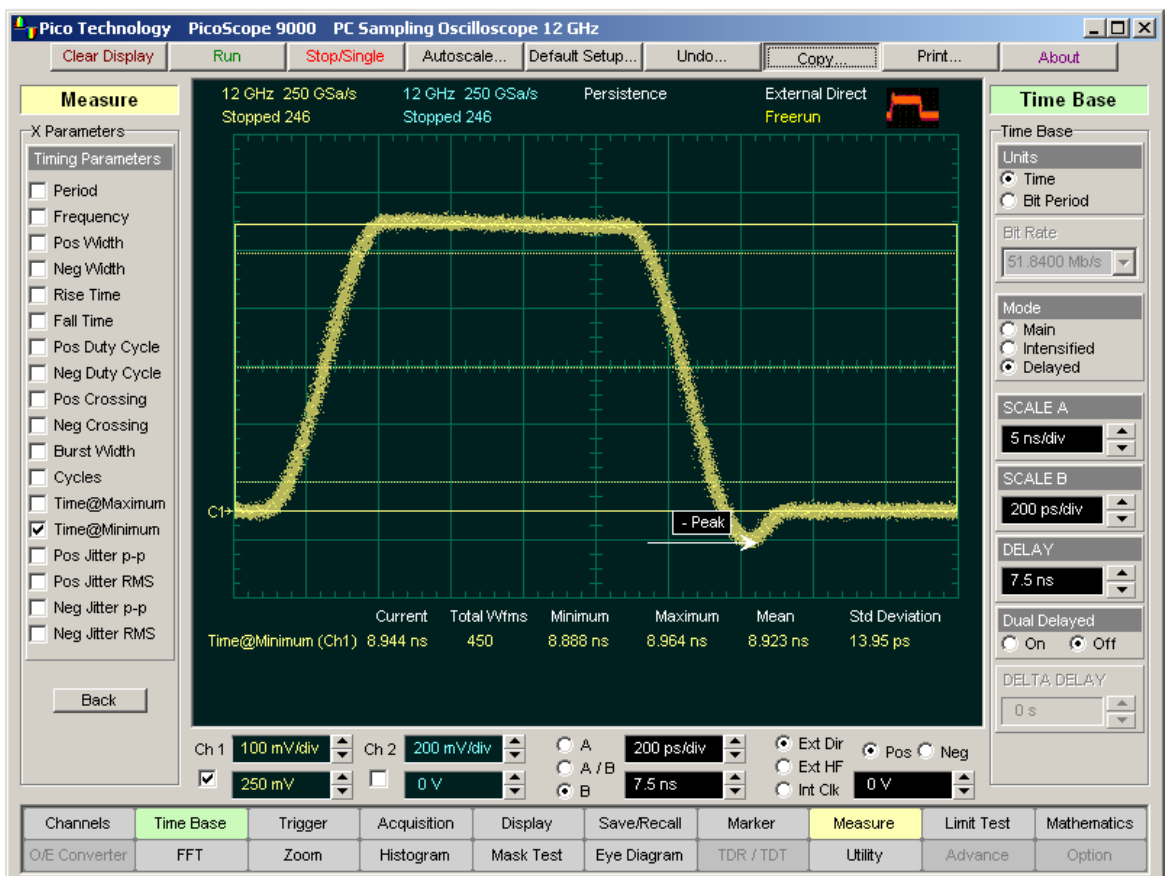 Pico Technology PicoScope 9000 PC Sampling Oscilloscope 12 GHz
Clear Display Run Stop/Single Autoscale... Default Setup... Undo... Copy... Print... About
Measure
X Parameters
Timing Parameters
Period
Frequency
Pos Width
Neg Width
Rise Time
Fall Time
Pos Duty Cycle
Neg Duty Cycle
Pos Crossing
Neg Crossing
Burst Width
Cycles
Time@Maximum
Time@Minimum
Pos Jitter p-p
Pos Jitter RMS
Neg Jitter p-p
Neg Jitter RMS
Back
12 GHz 250 GSa/s 12 GHz 250 GSa/s Persistence External Direct
Stopped 246 Stopped 246 Freerun
C1
- Peak
Current Total Wfms Minimum Maximum Mean Std Deviation
Time@Minimum (Ch1) 8.944 ns 450 8.888 ns 8.964 ns 8.923 ns 13.95 ps
Time Base
Time Base
Units
Time
Bit Period
Bit Rate
51.8400 Mb/s
Mode
Main
Intensified
Delayed
SCALE A
5 ns/div
SCALE B
200 ps/div
DELAY
7.5 ns
Dual Delayed
On Off
DELTA DELAY
0 s
Ch 1 100 mV/div Ch 2 200 mV/div A 200 ps/div Ext Dir Pos Neg
A / B Ext HF
250 mV 0 V B 7.5 ns Int Clk 0 V
Channels Time Base Trigger Acquisition Display Save/Recall Marker Measure Limit Test Mathematics
O/E Converter FFT Zoom Histogram Mask Test Eye Diagram TDR / TDT Utility Advance Option